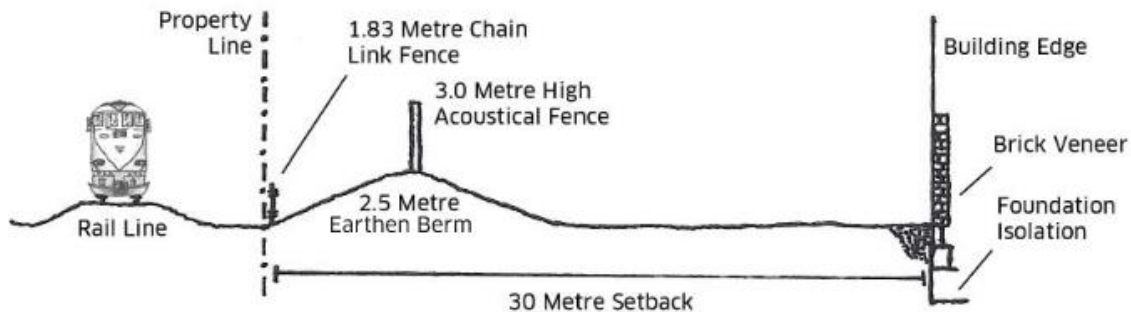 Property
Line
1.83 Metre Chain
Link Fence
3.0 Metre High
Acoustical Fence
Building Edge
Brick Veneer
Foundation
Isolation
2.5 Metre
Earthen Berm
Rail Line
30 Metre Setback